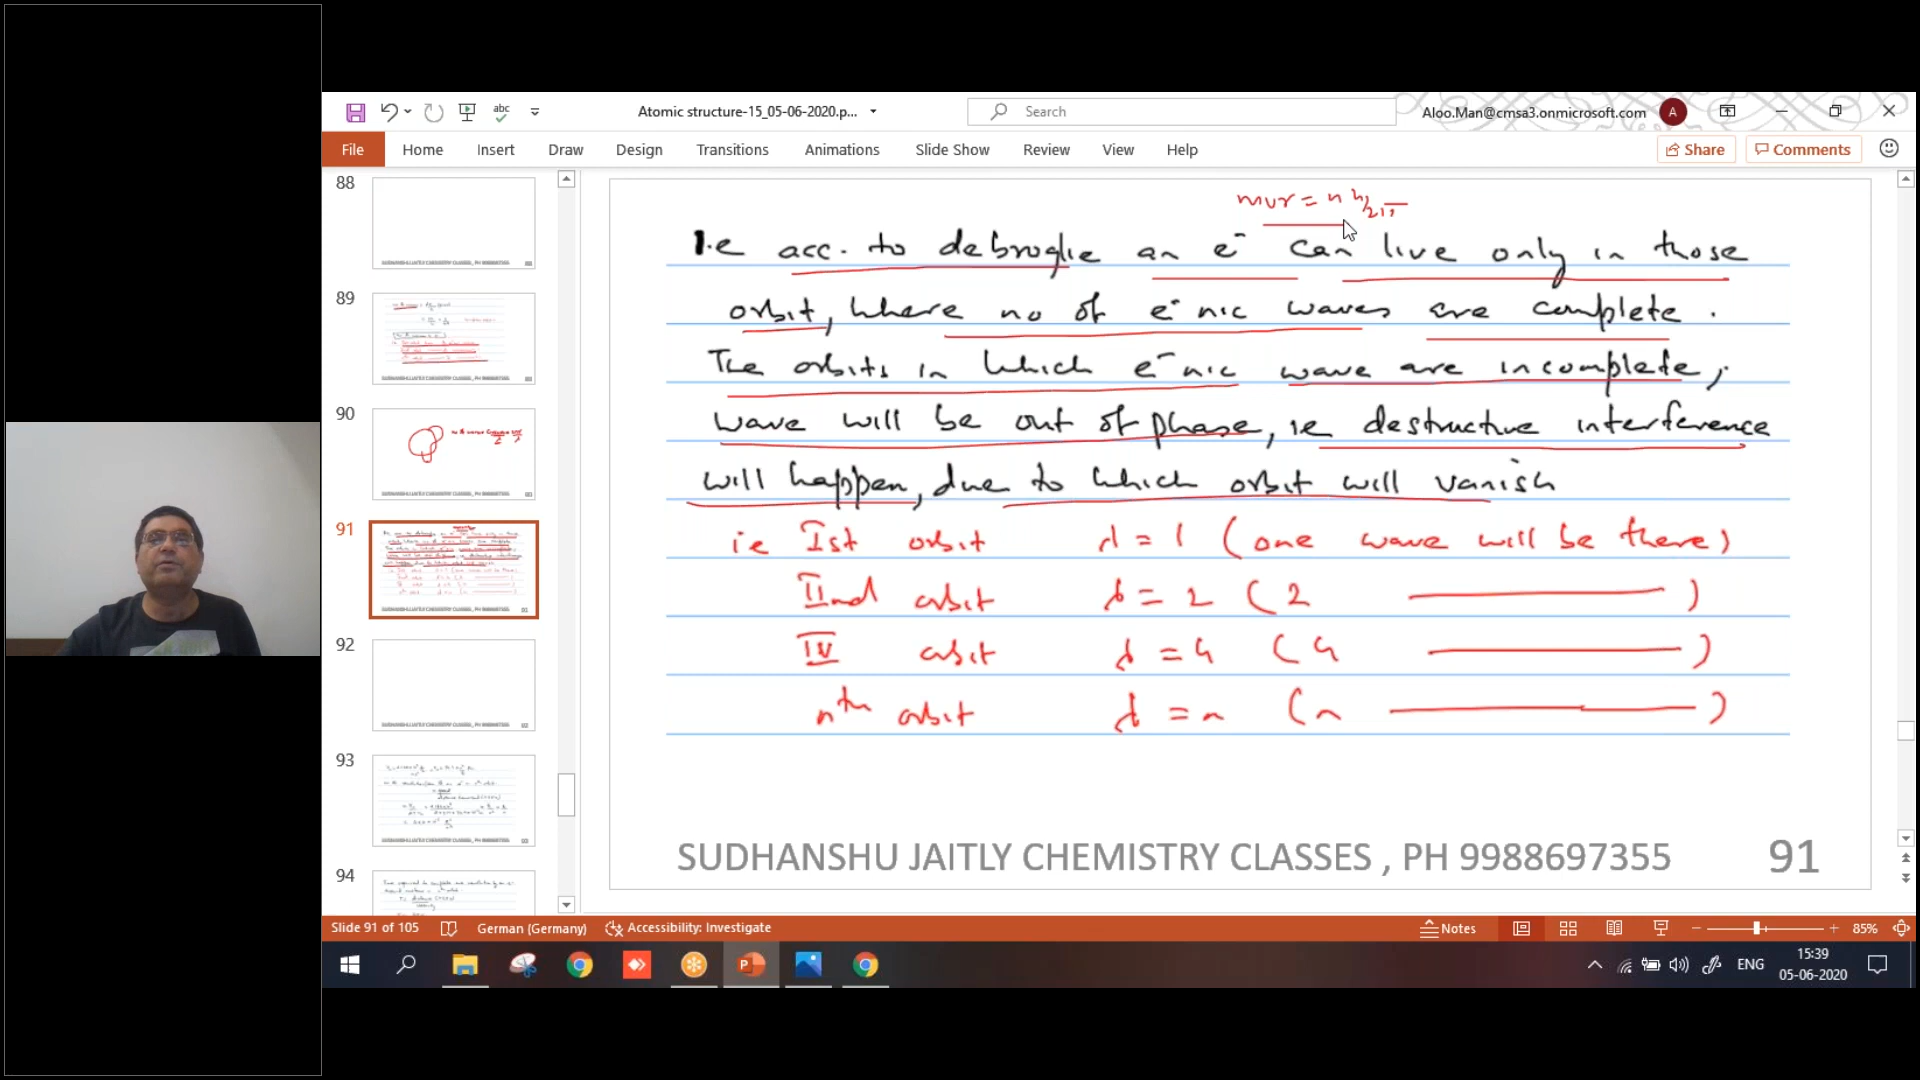 Atomic structure-15_05-06-2020.p...
Search
Aloo.Man@cmsa3.onmicrosoft.com
A
File Home Insert Draw Design Transitions Animations Slide Show Review View Help
Share Comments
88
89
90
91
92
93
94
mvr = n h/2π
I.e acc. to debroglie an e⁻ can live only in those
orbit, where no of e⁻nic waves are complete.
The orbits in which e⁻nic wave are incomplete,
wave will be out of phase, ie destructive interference
will happen, due to which orbit will vanish
ie Ist orbit λ = 1 (one wave will be there)
IInd orbit λ = 2 (2 ——— )
IV orbit λ = 4 (4 ——— )
nth orbit λ = n (n ——— )
SUDHANSHU JAITLY CHEMISTRY CLASSES , PH 9988697355 91
Slide 91 of 105 German (Germany) Accessibility: Investigate Notes 85%
ENG 15:39
05-06-2020